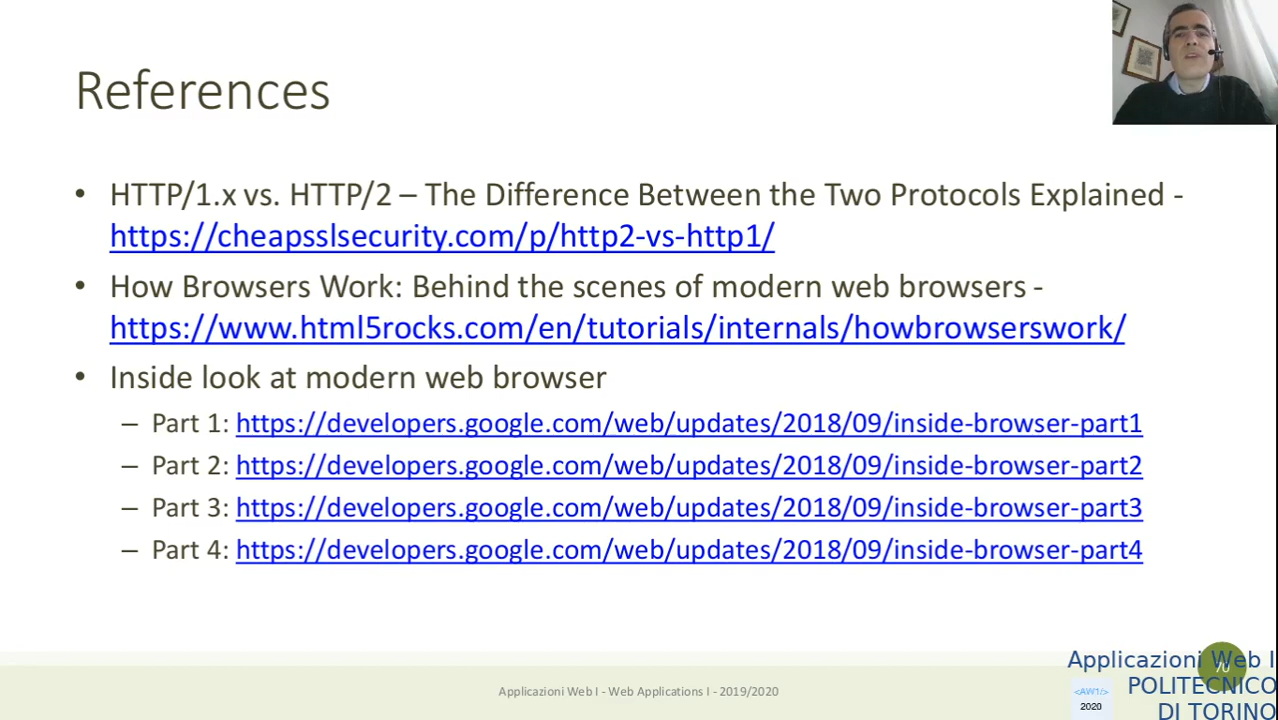 References
• HTTP/1.x vs. HTTP/2 – The Difference Between the Two Protocols Explained -
https://cheapsslsecurity.com/p/http2-vs-http1/
• How Browsers Work: Behind the scenes of modern web browsers -
https://www.html5rocks.com/en/tutorials/internals/howbrowserswork/
• Inside look at modern web browser
– Part 1: https://developers.google.com/web/updates/2018/09/inside-browser-part1
– Part 2: https://developers.google.com/web/updates/2018/09/inside-browser-part2
– Part 3: https://developers.google.com/web/updates/2018/09/inside-browser-part3
– Part 4: https://developers.google.com/web/updates/2018/09/inside-browser-part4
Applicazioni Web I - Web Applications I - 2019/2020
70
Applicazioni Web I
POLITECNICO
DI TORINO
<AW1/>
2020